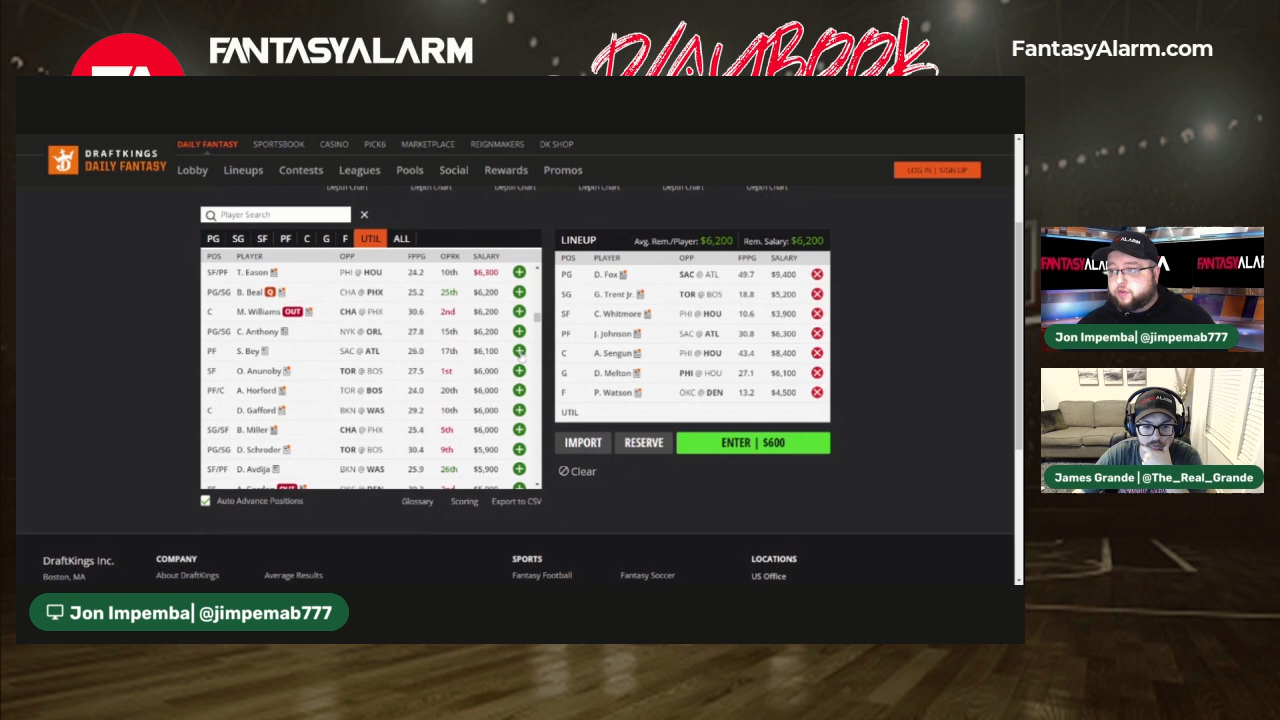 FANTASYALARM
PLAYBOOK
FantasyAlarm.com
DRAFTKINGS
DAILY FANTASY
DAILY FANTASY SPORTSBOOK CASINO PICK6 MARKETPLACE REIGNMAKERS DK SHOP
Lobby Lineups Contests Leagues Pools Social Rewards Promos
LOG IN | SIGN UP
Depth Chart Depth Chart Depth Chart Depth Chart Depth Chart Depth Chart
Player Search
PG SG SF PF C G F UTIL ALL
POS PLAYER OPP FPPG OPRK SALARY
SF/PF T. Eason PHI @ HOU 24.2 10th $6,300
PG/SG B. Beal Q CHA @ PHX 25.2 25th $6,200
C M. Williams OUT CHA @ PHX 30.6 2nd $6,200
PG/SG C. Anthony NYK @ ORL 27.8 15th $6,200
PF S. Bey SAC @ ATL 26.0 17th $6,100
SF O. Anunoby TOR @ BOS 27.5 1st $6,000
PF/C A. Horford TOR @ BOS 24.0 20th $6,000
C D. Gafford BKN @ WAS 29.2 10th $6,000
SG/SF B. Miller CHA @ PHX 25.4 5th $6,000
PG/SG D. Schroder TOR @ BOS 30.4 9th $5,900
SF/PF D. Avdija BKN @ WAS 25.9 26th $5,900
Auto Advance Positions
Glossary Scoring Export to CSV
LINEUP Avg. Rem./Player: $6,200 Rem. Salary: $6,200
POS PLAYER OPP FPPG SALARY
PG D. Fox SAC @ ATL 49.7 $9,400
SG G. Trent Jr. TOR @ BOS 18.8 $5,200
SF C. Whitmore PHI @ HOU 10.6 $3,900
PF J. Johnson SAC @ ATL 30.8 $6,300
C A. Sengun PHI @ HOU 43.4 $8,400
G D. Melton PHI @ HOU 27.1 $6,100
F P. Watson OKC @ DEN 13.2 $4,500
UTIL
IMPORT RESERVE ENTER | $600
Clear
DraftKings Inc. COMPANY SPORTS LOCATIONS
Boston, MA About DraftKings Average Results Fantasy Football Fantasy Soccer US Office
Jon Impemba| @jimpemab777
Jon Impemba| @jimpemab777
James Grande| @The_Real_Grande